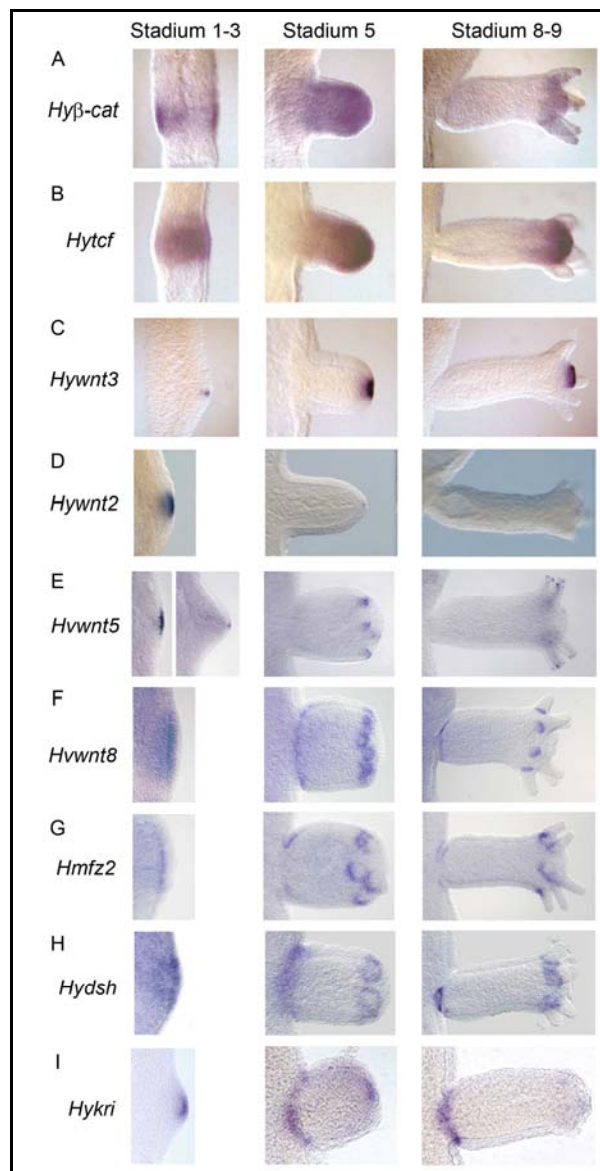 Stadium 1-3 Stadium 5 Stadium 8-9
A
Hyβ-cat
B
Hytcf
C
Hywnt3
D
Hywnt2
E
Hvwnt5
F
Hvwnt8
G
Hmfz2
H
Hydsh
I
Hykri